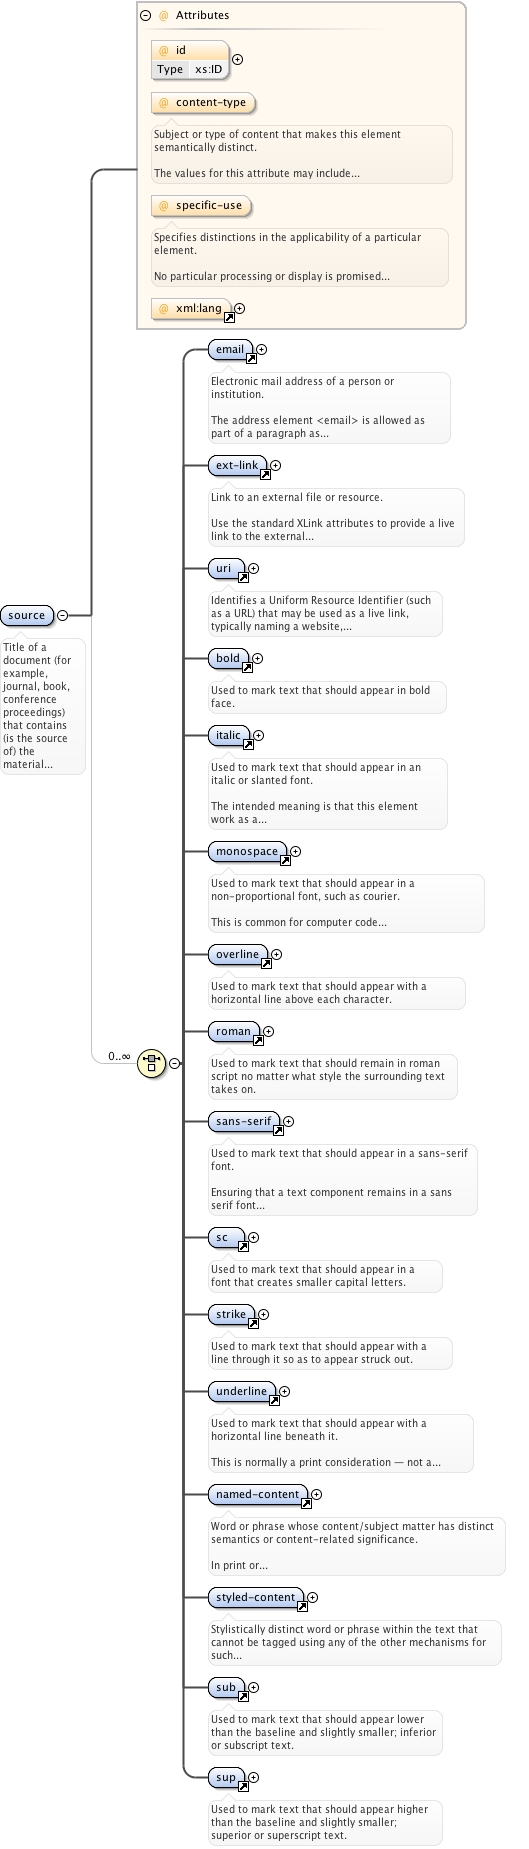 @ Attributes
@ id
Type xs:ID
@ content-type
Subject or type of content that makes this element
semantically distinct.
The values for this attribute may include...
@ specific-use
Specifies distinctions in the applicability of a particular
element.
No particular processing or display is promised...
@ xml:lang
email
Electronic mail address of a person or
institution.
The address element <email> is allowed as
part of a paragraph as...
ext-link
Link to an external file or resource.
Use the standard XLink attributes to provide a live
link to the external...
uri
Identifies a Uniform Resource Identifier (such
as a URL) that may be used as a live link,
typically naming a website,...
source
Title of a
document (for
example,
journal, book,
conference
proceedings)
that contains
(is the source
of) the
material...
bold
Used to mark text that should appear in bold
face.
italic
Used to mark text that should appear in an
italic or slanted font.
The intended meaning is that this element
work as a...
monospace
Used to mark text that should appear in a
non-proportional font, such as courier.
This is common for computer code...
overline
Used to mark text that should appear with a
horizontal line above each character.
0..∞
roman
Used to mark text that should remain in roman
script no matter what style the surrounding text
takes on.
sans-serif
Used to mark text that should appear in a sans-serif
font.
Ensuring that a text component remains in a sans
serif font...
sc
Used to mark text that should appear in a
font that creates smaller capital letters.
strike
Used to mark text that should appear with a
line through it so as to appear struck out.
underline
Used to mark text that should appear with a
horizontal line beneath it.
This is normally a print consideration — not a...
named-content
Word or phrase whose content/subject matter has distinct
semantics or content-related significance.
In print or...
styled-content
Stylistically distinct word or phrase within the text that
cannot be tagged using any of the other mechanisms for
such...
sub
Used to mark text that should appear lower
than the baseline and slightly smaller; inferior
or subscript text.
sup
Used to mark text that should appear higher
than the baseline and slightly smaller;
superior or superscript text.